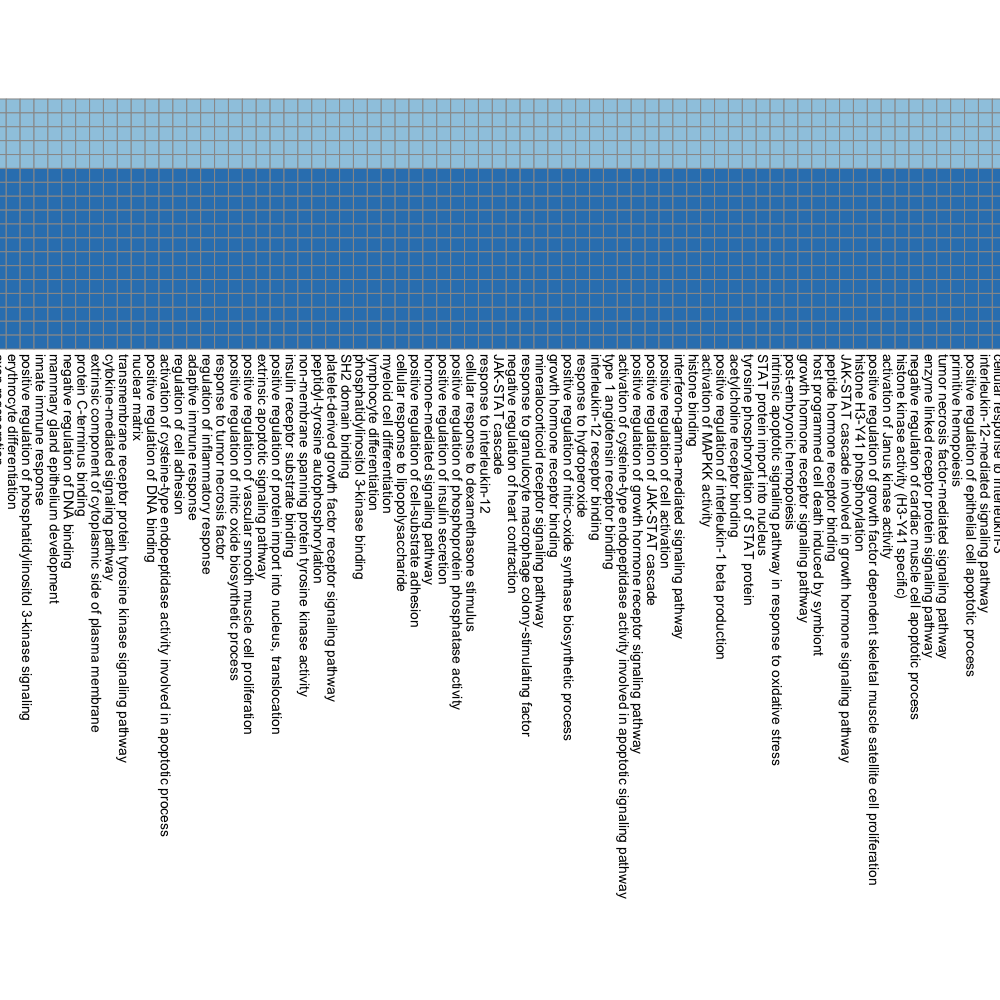 erythrocyte differentiation
positive regulation of phosphatidylinositol 3-kinase signaling
innate immune response
mammary gland epithelium development
negative regulation of DNA binding
protein C-terminus binding
extrinsic component of cytoplasmic side of plasma membrane
cytokine-mediated signaling pathway
transmembrane receptor protein tyrosine kinase signaling pathway
nuclear matrix
positive regulation of DNA binding
activation of cysteine-type endopeptidase activity involved in apoptotic process
regulation of cell adhesion
adaptive immune response
regulation of inflammatory response
response to tumor necrosis factor
positive regulation of nitric oxide biosynthetic process
positive regulation of vascular smooth muscle cell proliferation
extrinsic apoptotic signaling pathway
positive regulation of protein import into nucleus, translocation
insulin receptor substrate binding
non-membrane spanning protein tyrosine kinase activity
peptidyl-tyrosine autophosphorylation
platelet-derived growth factor receptor signaling pathway
SH2 domain binding
phosphatidylinositol 3-kinase binding
lymphocyte differentiation
myeloid cell differentiation
cellular response to lipopolysaccharide
positive regulation of cell-substrate adhesion
hormone-mediated signaling pathway
positive regulation of insulin secretion
positive regulation of phosphoprotein phosphatase activity
cellular response to dexamethasone stimulus
response to interleukin-12
JAK-STAT cascade
negative regulation of heart contraction
response to granulocyte macrophage colony-stimulating factor
mineralocorticoid receptor signaling pathway
growth hormone receptor binding
positive regulation of nitric-oxide synthase biosynthetic process
response to hydroperoxide
interleukin-12 receptor binding
type 1 angiotensin receptor binding
activation of cysteine-type endopeptidase activity involved in apoptotic signaling pathway
positive regulation of growth hormone receptor signaling pathway
positive regulation of JAK-STAT cascade
positive regulation of cell activation
interferon-gamma-mediated signaling pathway
histone binding
activation of MAPKK activity
positive regulation of interleukin-1 beta production
acetylcholine receptor binding
tyrosine phosphorylation of STAT protein
STAT protein import into nucleus
intrinsic apoptotic signaling pathway in response to oxidative stress
post-embryonic hemopoiesis
growth hormone receptor signaling pathway
host programmed cell death induced by symbiont
peptide hormone receptor binding
JAK-STAT cascade involved in growth hormone signaling pathway
histone H3-Y41 phosphorylation
positive regulation of growth factor dependent skeletal muscle satellite cell proliferation
activation of Janus kinase activity
histone kinase activity (H3-Y41 specific)
negative regulation of cardiac muscle cell apoptotic process
enzyme linked receptor protein signaling pathway
tumor necrosis factor-mediated signaling pathway
primitive hemopoiesis
positive regulation of epithelial cell apoptotic process
interleukin-12-mediated signaling pathway
cellular response to interleukin-3